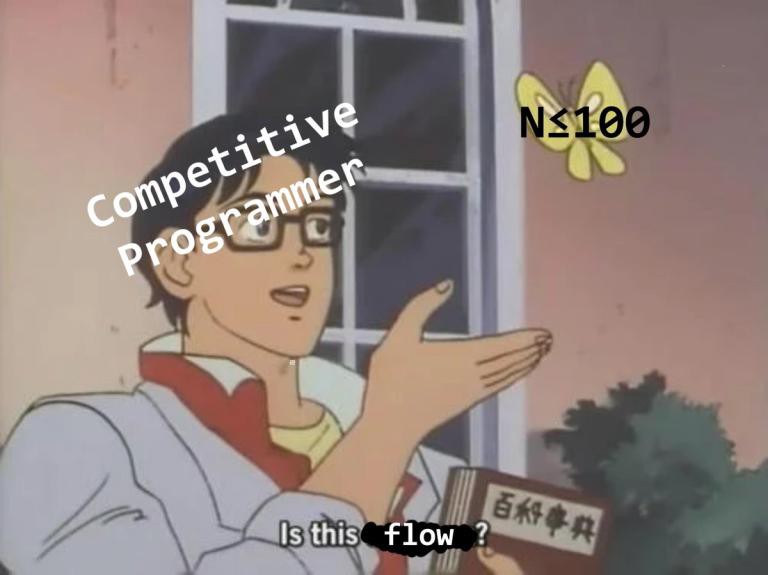 Competitive
Programmer
N≤100
Is this flow ?
百科事典